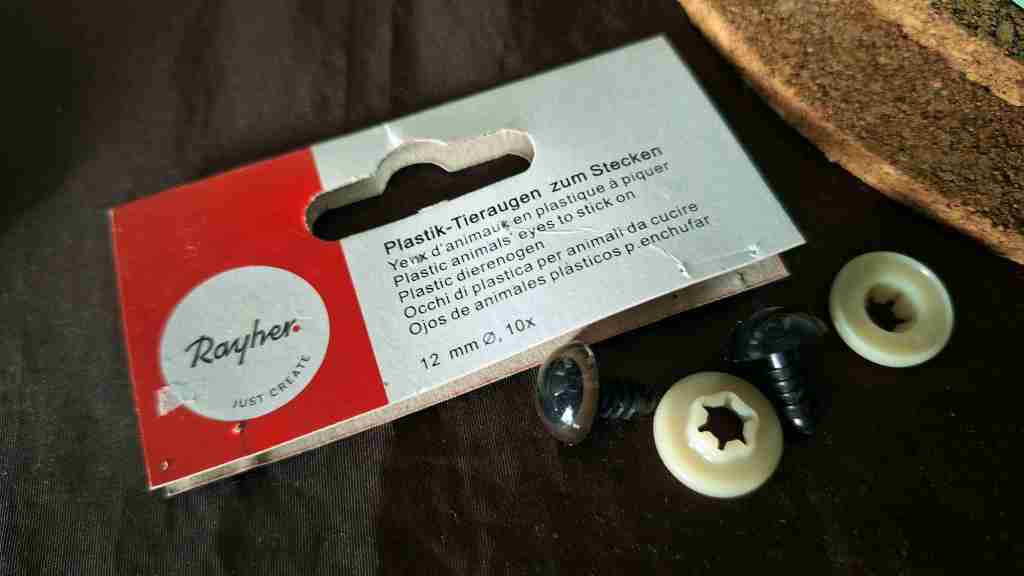 Rayher.
JUST CREATE
Plastik-Tieraugen zum Stecken
Yeux d'animaux en plastique à piquer
Plastic animals' eyes to stick on
Plastic dierenogen
Occhi di plastica per animali da cucire
Ojos de animales plásticos p.enchufar
12 mm Ø, 10x